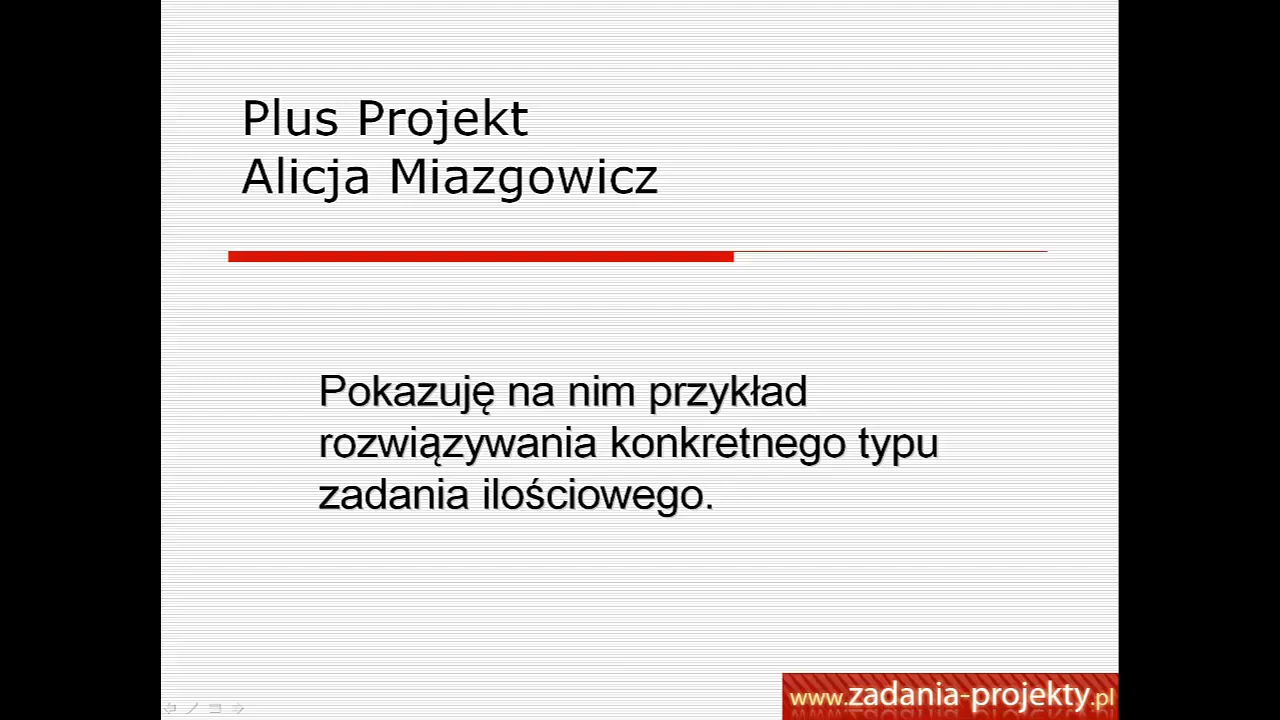 Plus Projekt
Alicja Miazgowicz
Pokazuję na nim przykład
rozwiązywania konkretnego typu
zadania ilościowego.
www.zadania-projekty.pl